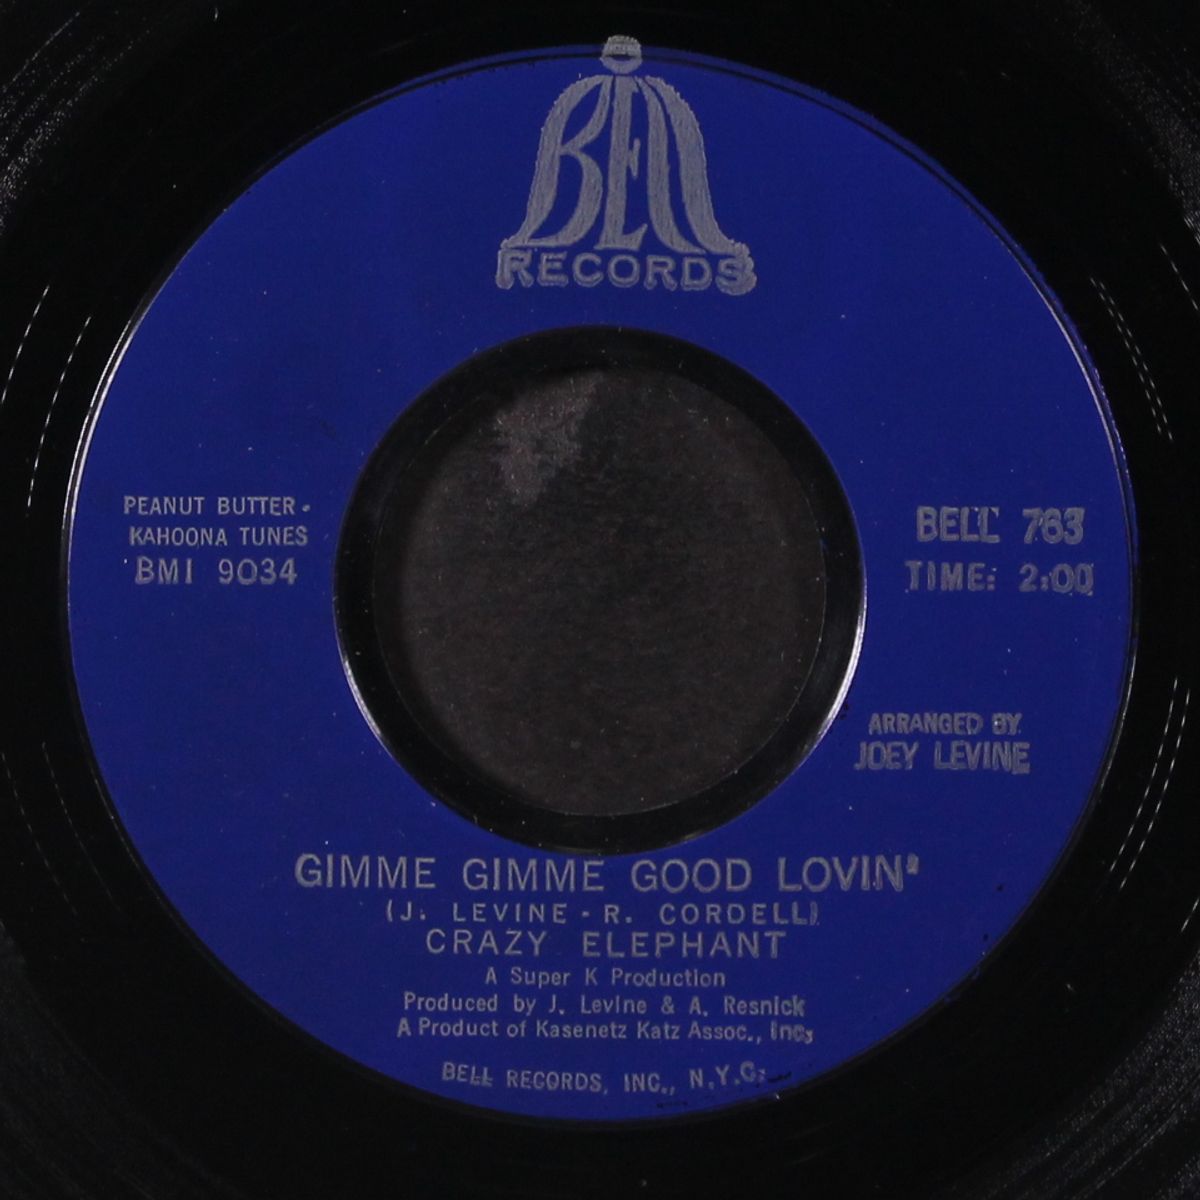 BELL
RECORDS
PEANUT BUTTER-
KAHOONA TUNES
BMI 9034
BELL 763
TIME: 2:00
ARRANGED BY
JOEY LEVINE
GIMME GIMME GOOD LOVIN'
(J. LEVINE - R. CORDELL)
CRAZY ELEPHANT
A Super K Production
Produced by J. Levine & A. Resnick
A Product of Kasenetz Katz Assoc., Inc.
BELL RECORDS, INC., N.Y.C.